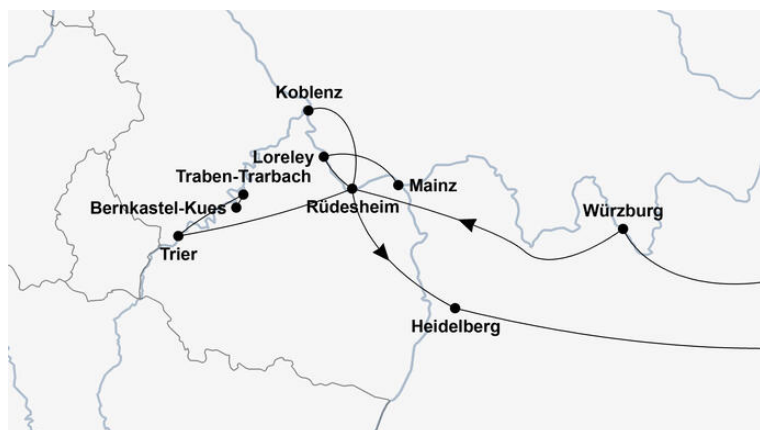 Koblenz
Loreley
Traben-Trarbach
Mainz
Bernkastel-Kues
Rüdesheim
Würzburg
Trier
Heidelberg